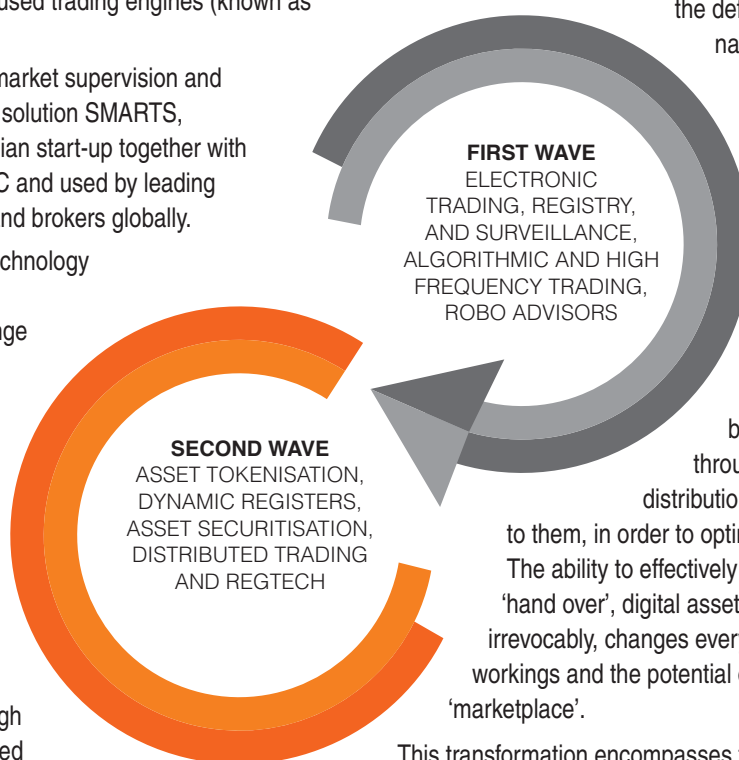 used trading engines (known as
market supervision and
solution SMARTS,
ian start-up together with
C and used by leading
nd brokers globally.
chnology
nge
gh
ed
the def
na
FIRST WAVE
ELECTRONIC
TRADING, REGISTRY,
AND SURVEILLANCE,
ALGORITHMIC AND HIGH
FREQUENCY TRADING,
ROBO ADVISORS
SECOND WAVE
ASSET TOKENISATION,
DYNAMIC REGISTERS,
ASSET SECURITISATION,
DISTRIBUTED TRADING
AND REGTECH
b
throu
distributio
to them, in order to optir
The ability to effectively
‘hand over’, digital asset
irrevocably, changes ever
workings and the potential
‘marketplace’.
This transformation encompasses